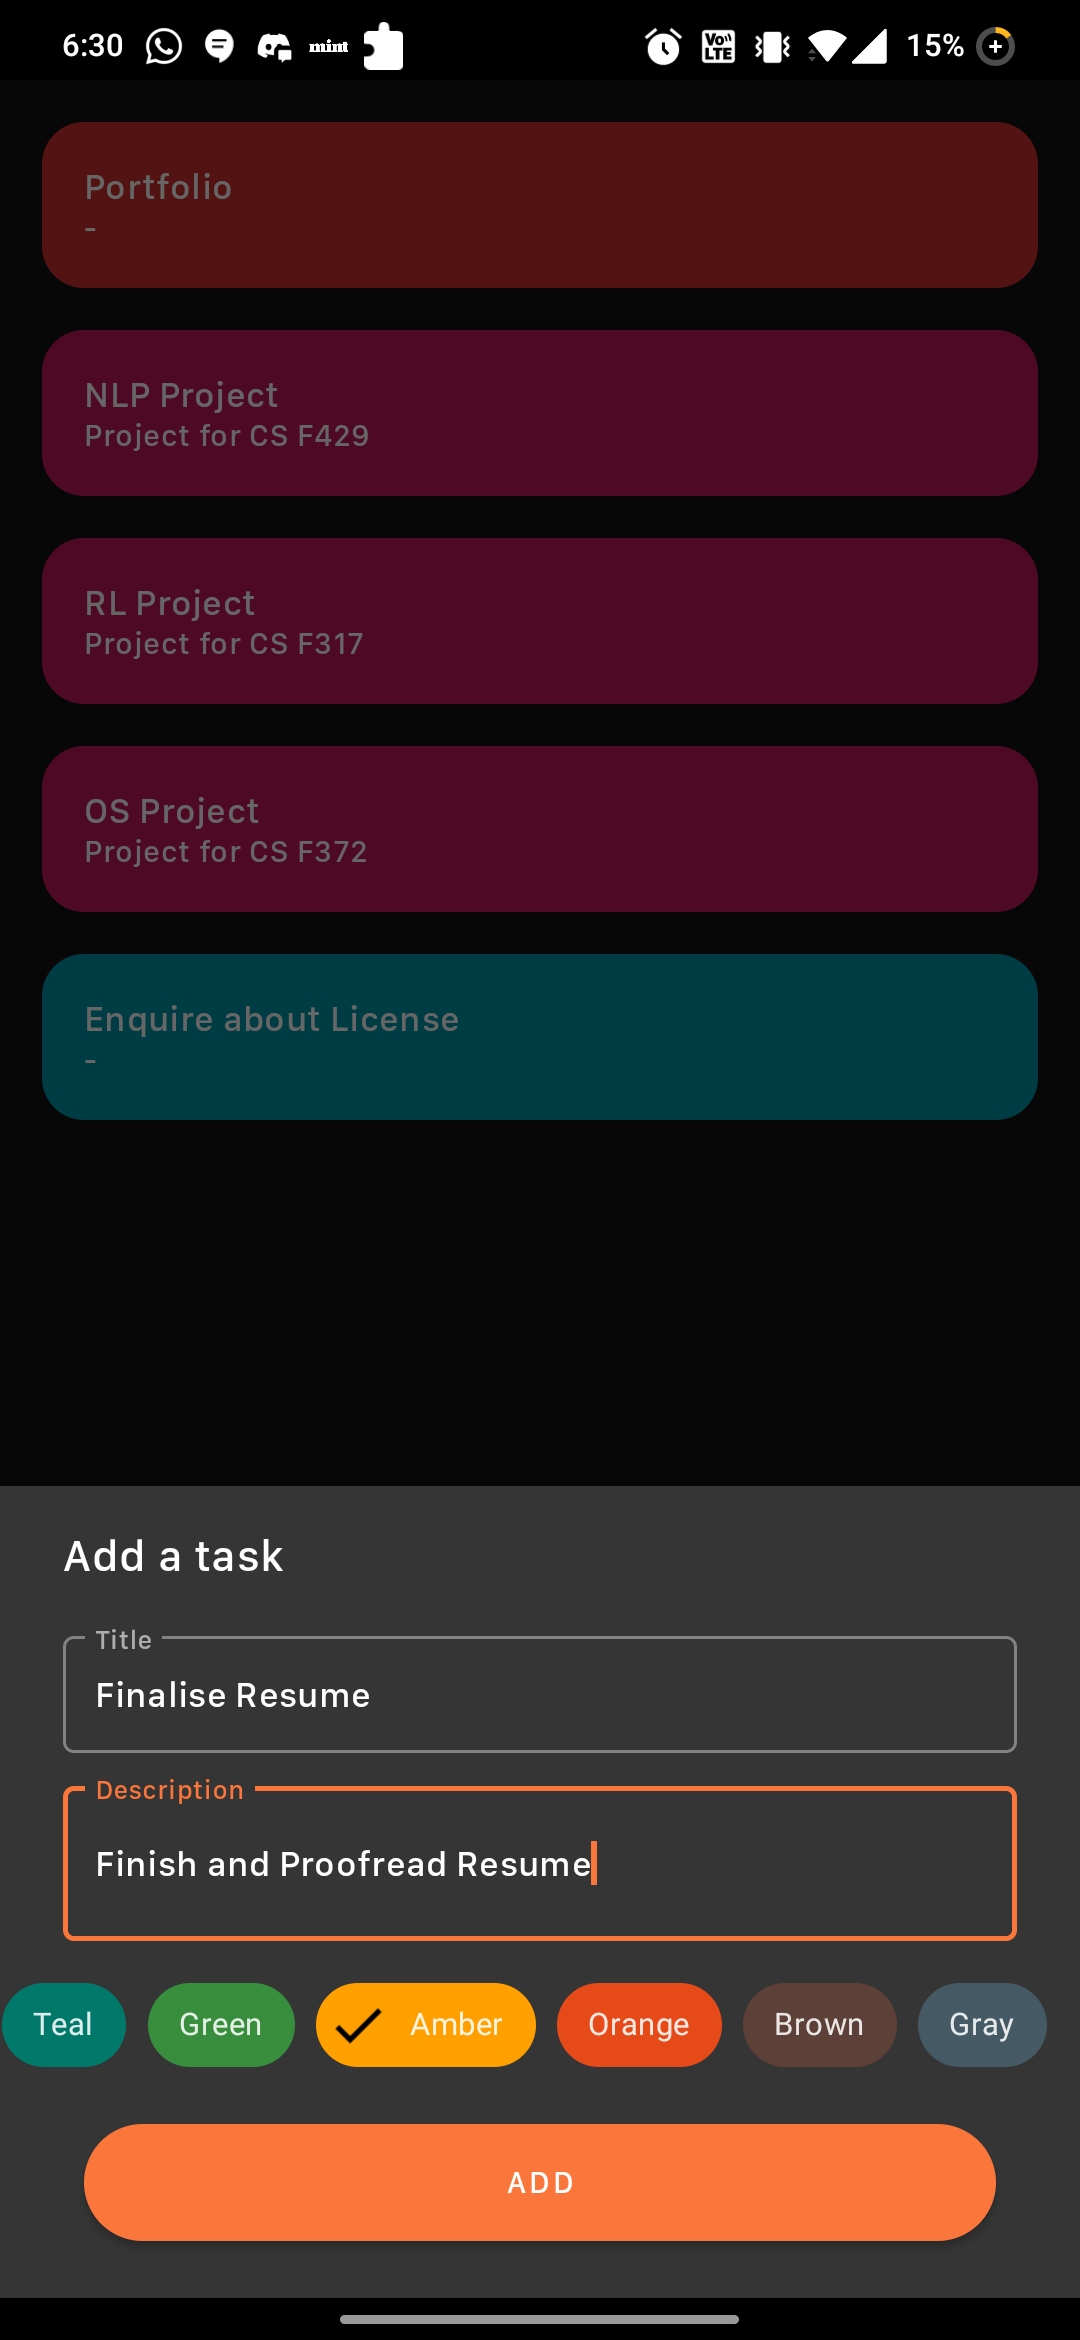 6:30 mint Vo LTE 15%
Portfolio
-
NLP Project
Project for CS F429
RL Project
Project for CS F317
OS Project
Project for CS F372
Enquire about License
-
Add a task
Title
Finalise Resume
Description
Finish and Proofread Resume
Teal Green Amber Orange Brown Gray
ADD